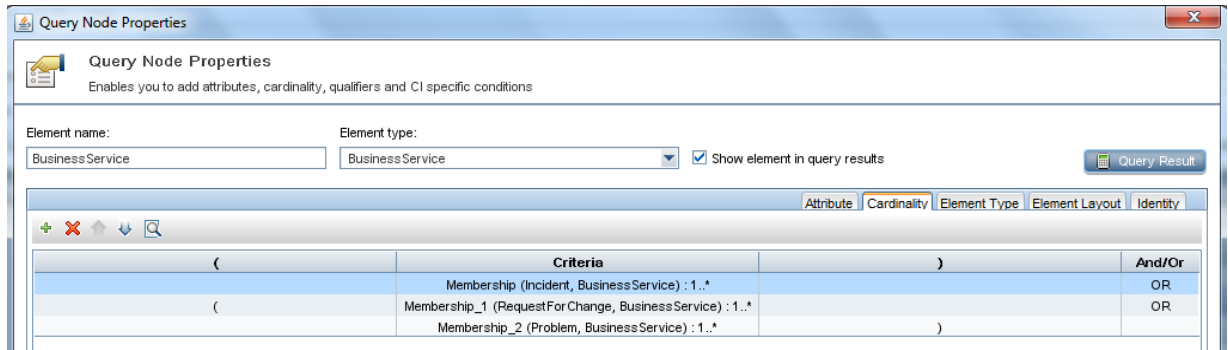 Query Node Properties
x
Query Node Properties
Enables you to add attributes, cardinality, qualifiers and CI specific conditions
Element name:
Element type:
BusinessService
BusinessService
Show element in query results
Query Result
Attribute Cardinality Element Type Element Layout Identity
( Criteria ) And/Or
Membership (Incident, BusinessService) : 1..* OR
( Membership_1 (RequestForChange, BusinessService) : 1..* OR
Membership_2 (Problem, BusinessService) : 1..* )